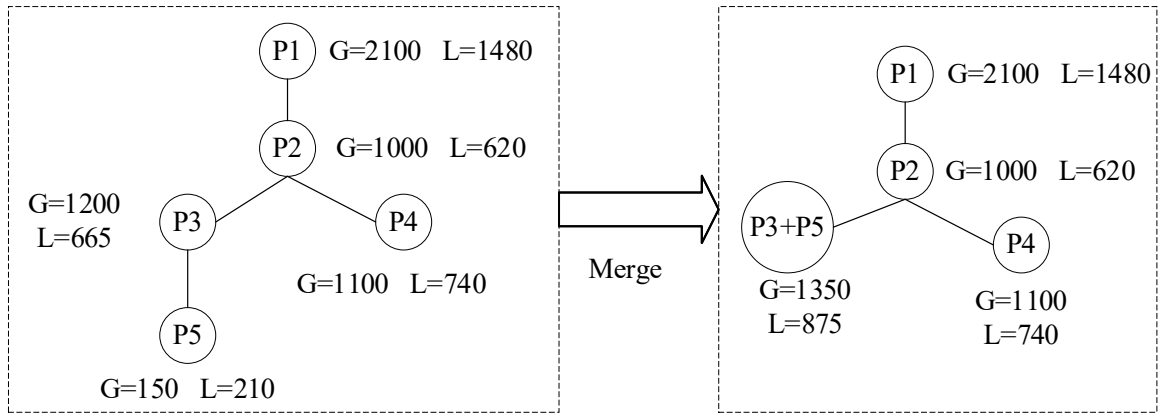 P1 G=2100 L=1480
P2 G=1000 L=620
G=1200
L=665
P3
P4
G=1100 L=740
P5
G=150 L=210
Merge
P1 G=2100 L=1480
P2 G=1000 L=620
P3+P5
P4
G=1350
L=875
G=1100
L=740